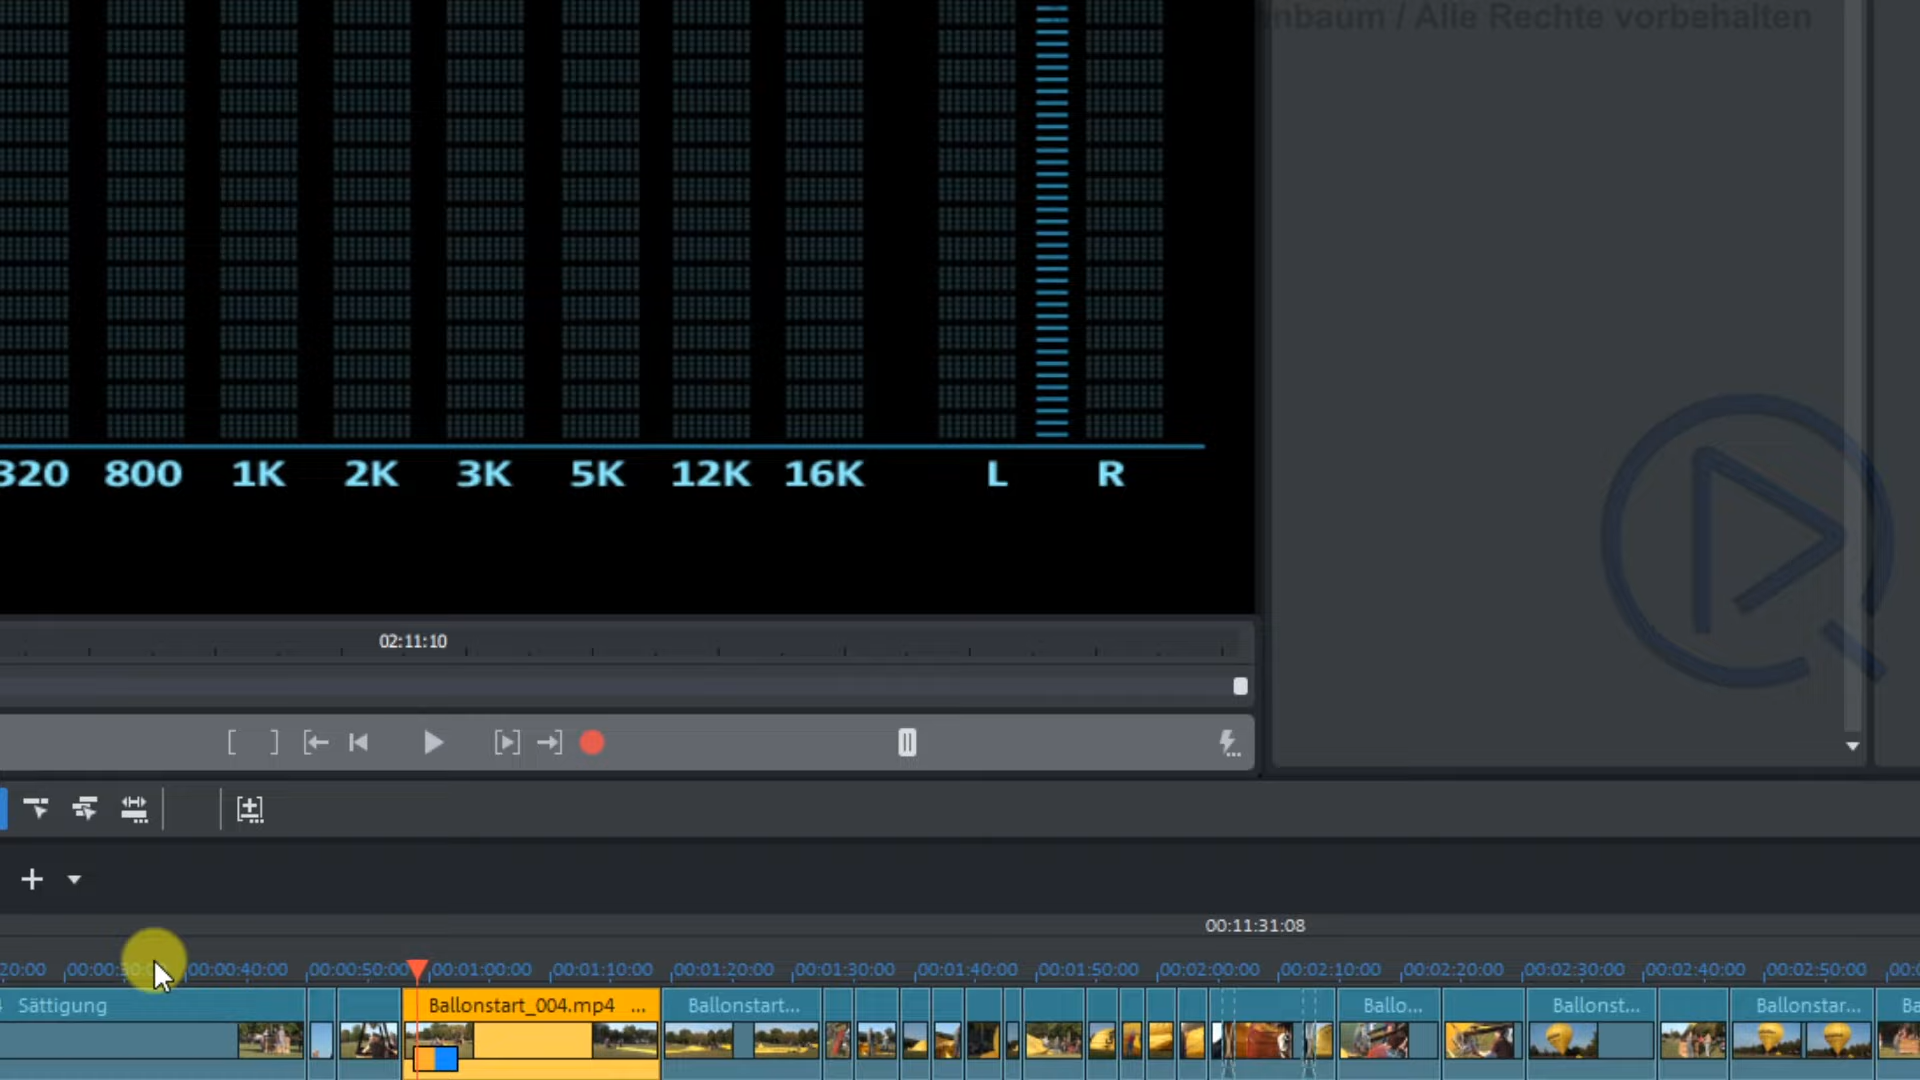 nbaum / Alle Rechte vorbehalten
320 800 1K 2K 3K 5K 12K 16K L R
02:11:10
00:11:31:08
20:00 00:00:30:00 00:00:40:00 00:00:50:00 00:01:00:00 00:01:10:00 00:01:20:00 00:01:30:00 00:01:40:00 00:01:50:00 00:02:00:00 00:02:10:00 00:02:20:00 00:02:30:00 00:02:40:00 00:02:50:00 00:0
Sättigung Ballonstart_004.mp4 ... Ballonstart... Ballo... Ballonst... Ballonstar... Ba